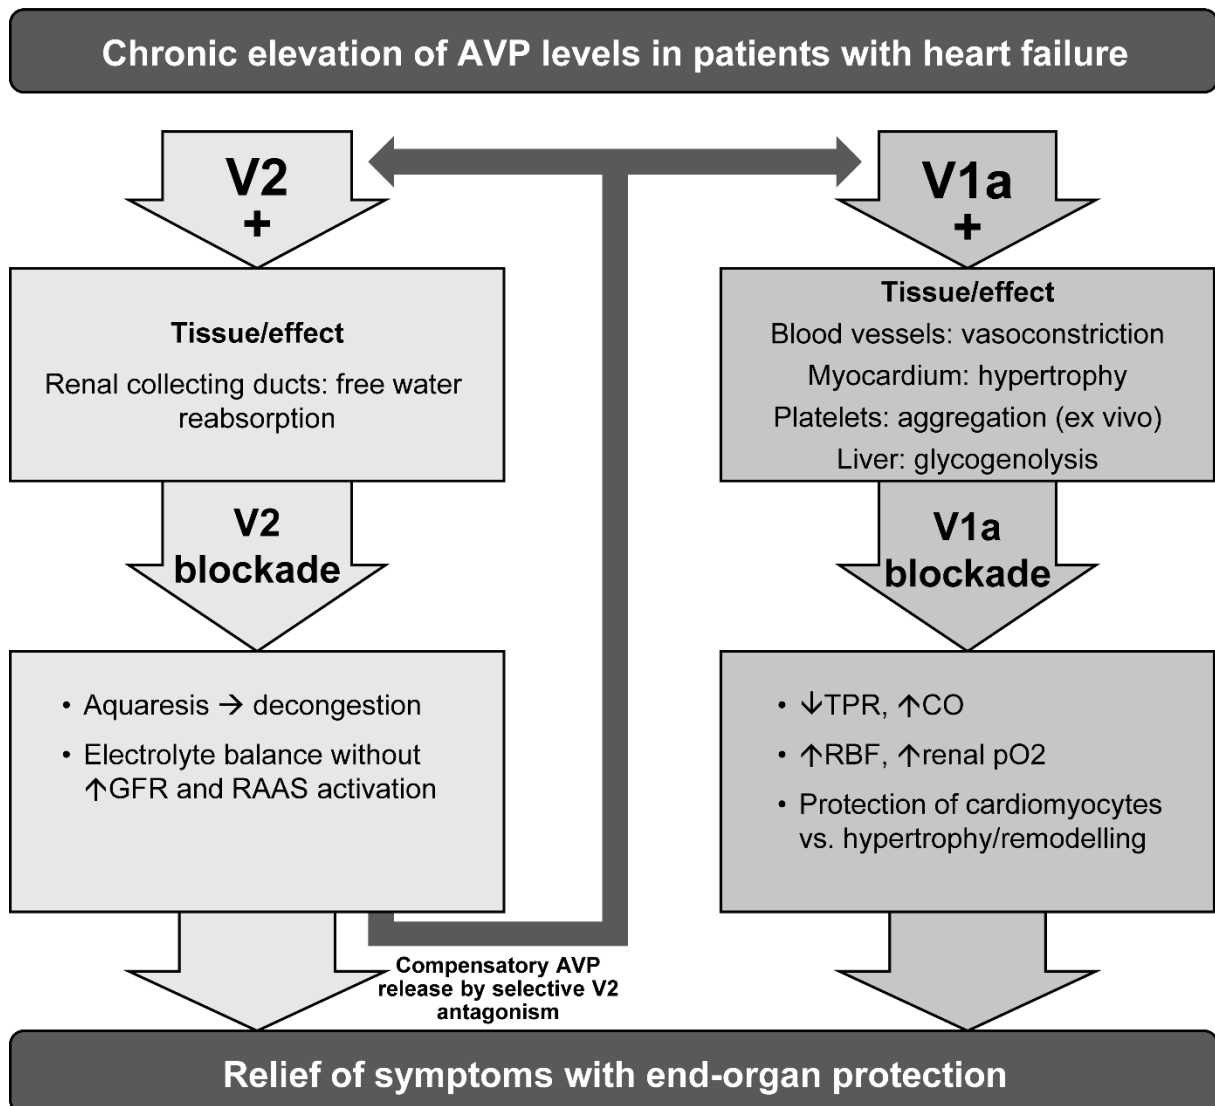 Chronic elevation of AVP levels in patients with heart failure
V2
+
Tissue/effect
Renal collecting ducts: free water
reabsorption
V2
blockade
• Aquaresis → decongestion
• Electrolyte balance without
↑GFR and RAAS activation
Compensatory AVP
release by selective V2
antagonism
V1a
+
Tissue/effect
Blood vessels: vasoconstriction
Myocardium: hypertrophy
Platelets: aggregation (ex vivo)
Liver: glycogenolysis
V1a
blockade
• ↓TPR, ↑CO
• ↑RBF, ↑renal pO2
• Protection of cardiomyocytes
vs. hypertrophy/remodelling
Relief of symptoms with end-organ protection